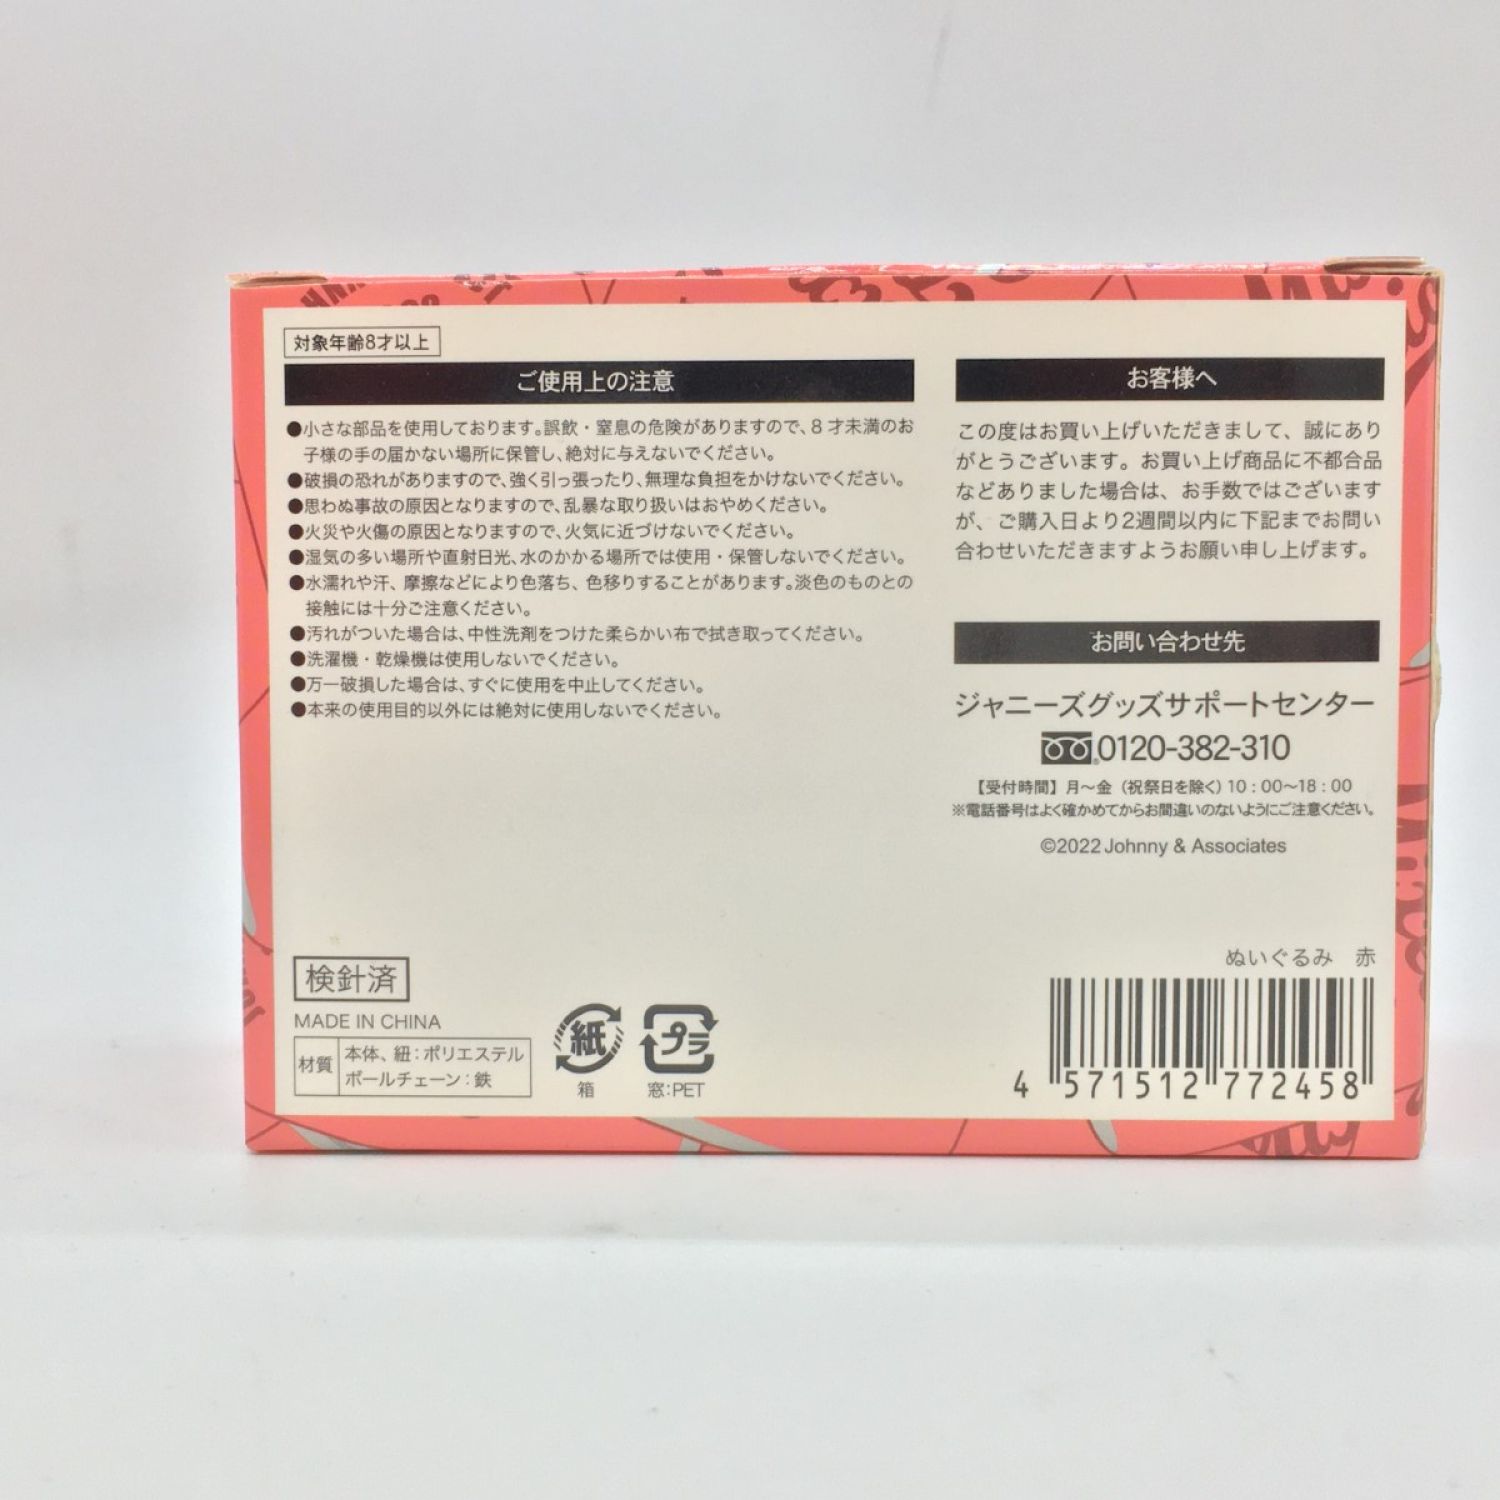 対象年齢8才以上
ご使用上の注意
●小さな部品を使用しております。誤飲・窒息の危険がありますので、8才未満のお
子様の手の届かない場所に保管し、絶対に与えないでください。
●破損の恐れがありますので、強く引っ張ったり、無理な負担をかけないでください。
●思わぬ事故の原因となりますので、乱暴な取り扱いはおやめください。
●火災や火傷の原因となりますので、火気に近づけないでください。
●湿気の多い場所や直射日光、水のかかる場所では使用・保管しないでください。
●水濡れや汗、摩擦などにより色落ち、色移りすることがあります。淡色のものとの
接触には十分ご注意ください。
●汚れがついた場合は、中性洗剤をつけた柔らかい布で拭き取ってください。
●洗濯機・乾燥機は使用しないでください。
●万一破損した場合は、すぐに使用を中止してください。
●本来の使用目的以外には絶対に使用しないでください。
お客様へ
この度はお買い上げいただきまして、誠にあり
がとうございます。お買い上げ商品に不都合品
などありました場合は、お手数ではございます
が、ご購入日より2週間以内に下記までお問い
合わせいただきますようお願い申し上げます。
お問い合わせ先
ジャニーズグッズサポートセンター
0120-382-310
【受付時間】月〜金（祝祭日を除く）10：00〜18：00
※電話番号はよく確かめてからお間違いのないようにご注意ください。
©2022 Johnny & Associates
検針済
MADE IN CHINA
材質
本体、紐：ポリエステル
ボールチェーン：鉄
紙
箱
プラ
窓：PET
ぬいぐるみ 赤
4 571512 772458